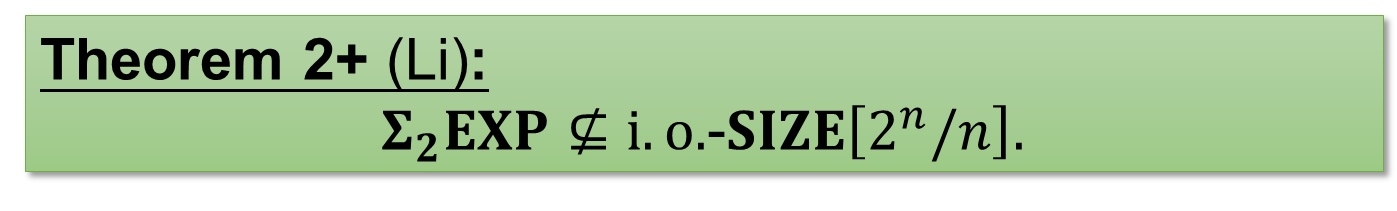 Theorem 2+ (Li):
𝚺₂𝐄𝐗𝐏 ⊈ i. o.-𝐒𝐈𝐙𝐄[2ⁿ/𝑛].